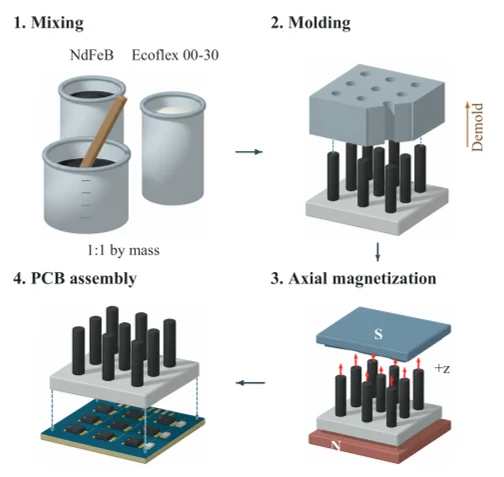 1. Mixing
NdFeB Ecoflex 00-30
1:1 by mass
2. Molding
Demold
3. Axial magnetization
S
+z
N
4. PCB assembly